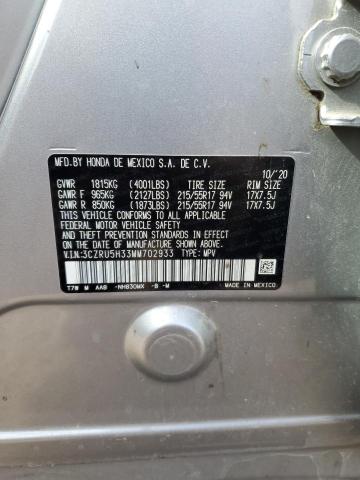 MFD.BY HONDA DE MEXICO S.A. DE C.V. 10/'20
GVWR 1815KG (4001LBS) TIRE SIZE RIM SIZE
GAWR F 965KG (2127LBS) 215/55R17 94V 17X7.5J
GAWR R 850KG (1873LBS) 215/55R17 94V 17X7.5J
THIS VEHICLE CONFORMS TO ALL APPLICABLE FEDERAL MOTOR VEHICLE
SAFETY AND THEFT PREVENTION STANDARDS IN EFFECT ON THE
DATE OF MANUFACTURE SHOWN ABOVE.
V.I.N:3CZRU5H33MM702933 TYPE: MPV
T7W M AAB -NH830MX -B -M
MADE IN MEXICO